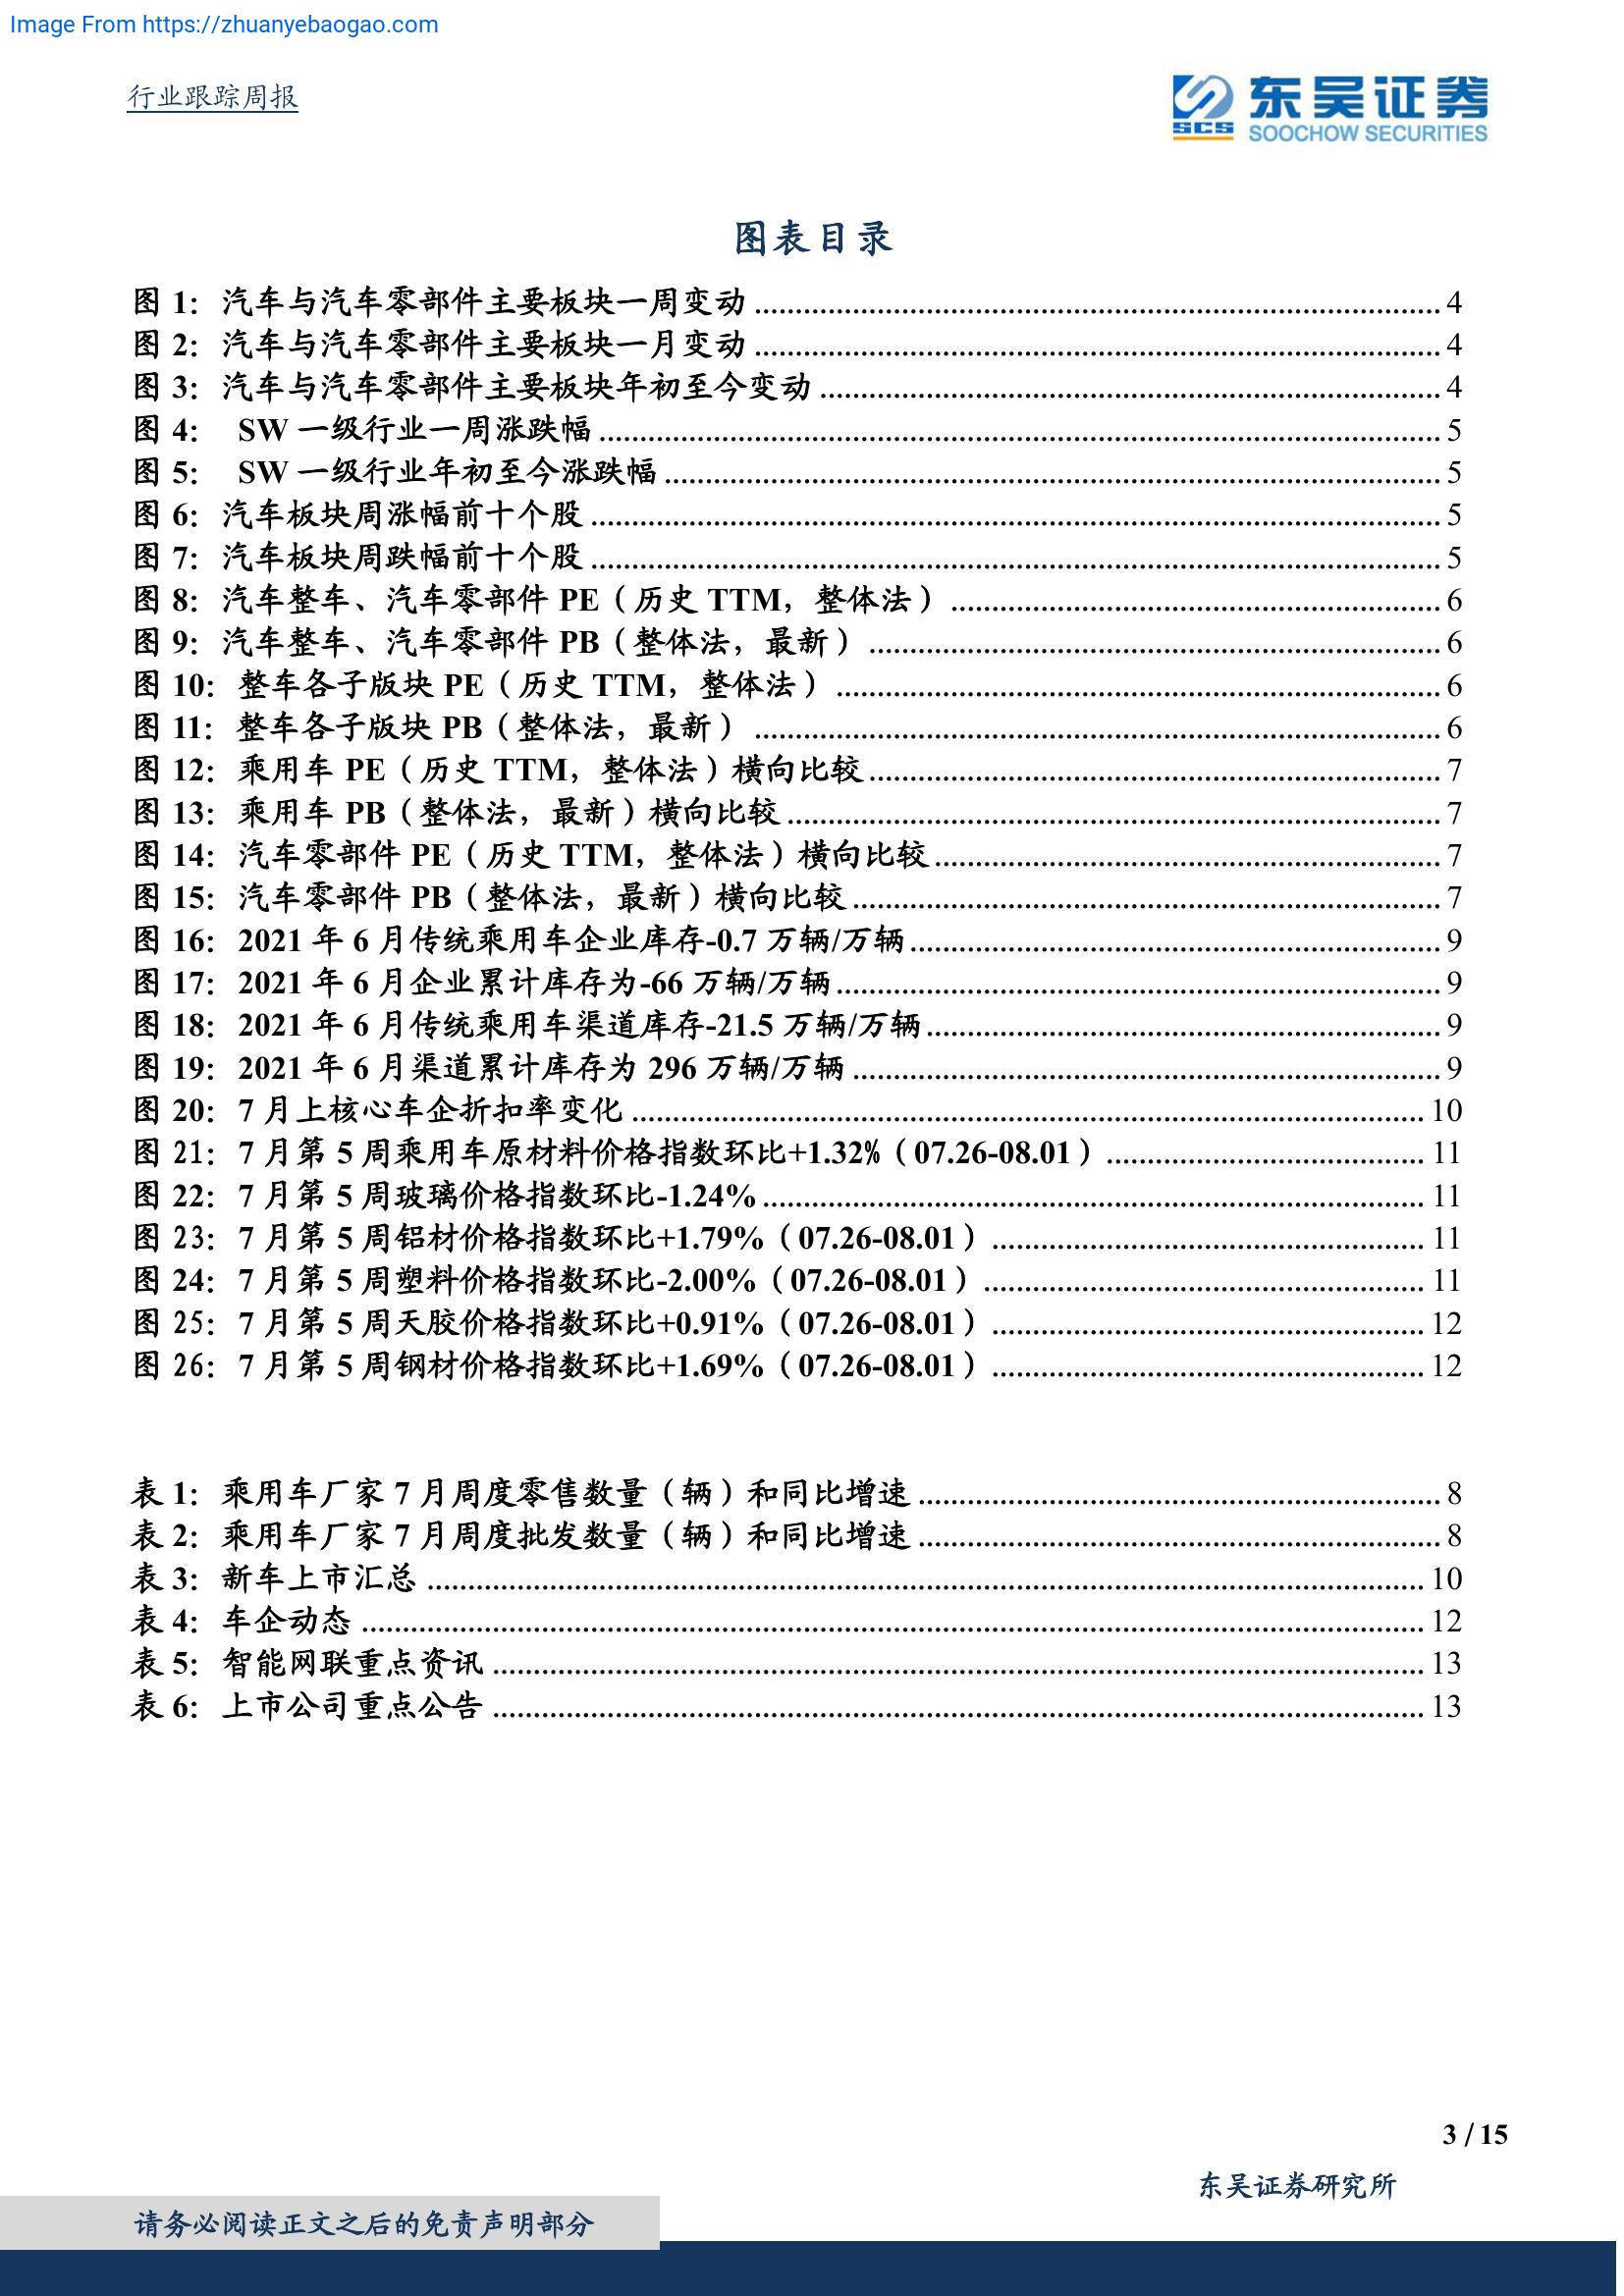 Image From https://zhuanyebaogao.com
行业跟踪周报
SCS 东吴证券
SOOCHOW SECURITIES
图表目录
图 1: 汽车与汽车零部件主要板块一周变动 4
图 2: 汽车与汽车零部件主要板块一月变动 4
图 3: 汽车与汽车零部件主要板块年初至今变动 4
图 4: SW 一级行业一周涨跌幅 5
图 5: SW 一级行业年初至今涨跌幅 5
图 6: 汽车板块周涨幅前十个股 5
图 7: 汽车板块周跌幅前十个股 5
图 8: 汽车整车、汽车零部件 PE（历史 TTM，整体法） 6
图 9: 汽车整车、汽车零部件 PB（整体法，最新） 6
图 10: 整车各子版块 PE（历史 TTM，整体法） 6
图 11: 整车各子版块 PB（整体法，最新） 6
图 12: 乘用车 PE（历史 TTM，整体法）横向比较 7
图 13: 乘用车 PB（整体法，最新）横向比较 7
图 14: 汽车零部件 PE（历史 TTM，整体法）横向比较 7
图 15: 汽车零部件 PB（整体法，最新）横向比较 7
图 16: 2021 年 6 月传统乘用车企业库存-0.7 万辆/万辆 9
图 17: 2021 年 6 月企业累计库存为-66 万辆/万辆 9
图 18: 2021 年 6 月传统乘用车渠道库存-21.5 万辆/万辆 9
图 19: 2021 年 6 月渠道累计库存为 296 万辆/万辆 9
图 20: 7 月上核心车企折扣率变化 10
图 21: 7 月第 5 周乘用车原材料价格指数环比+1.32%（07.26-08.01） 11
图 22: 7 月第 5 周玻璃价格指数环比-1.24% 11
图 23: 7 月第 5 周铝材价格指数环比+1.79%（07.26-08.01） 11
图 24: 7 月第 5 周塑料价格指数环比-2.00%（07.26-08.01） 11
图 25: 7 月第 5 周天胶价格指数环比+0.91%（07.26-08.01） 12
图 26: 7 月第 5 周钢材价格指数环比+1.69%（07.26-08.01） 12
表 1: 乘用车厂家 7 月周度零售数量（辆）和同比增速 8
表 2: 乘用车厂家 7 月周度批发数量（辆）和同比增速 8
表 3: 新车上市汇总 10
表 4: 车企动态 12
表 5: 智能网联重点资讯 13
表 6: 上市公司重点公告 13
3 / 15
东吴证券研究所
请务必阅读正文之后的免责声明部分